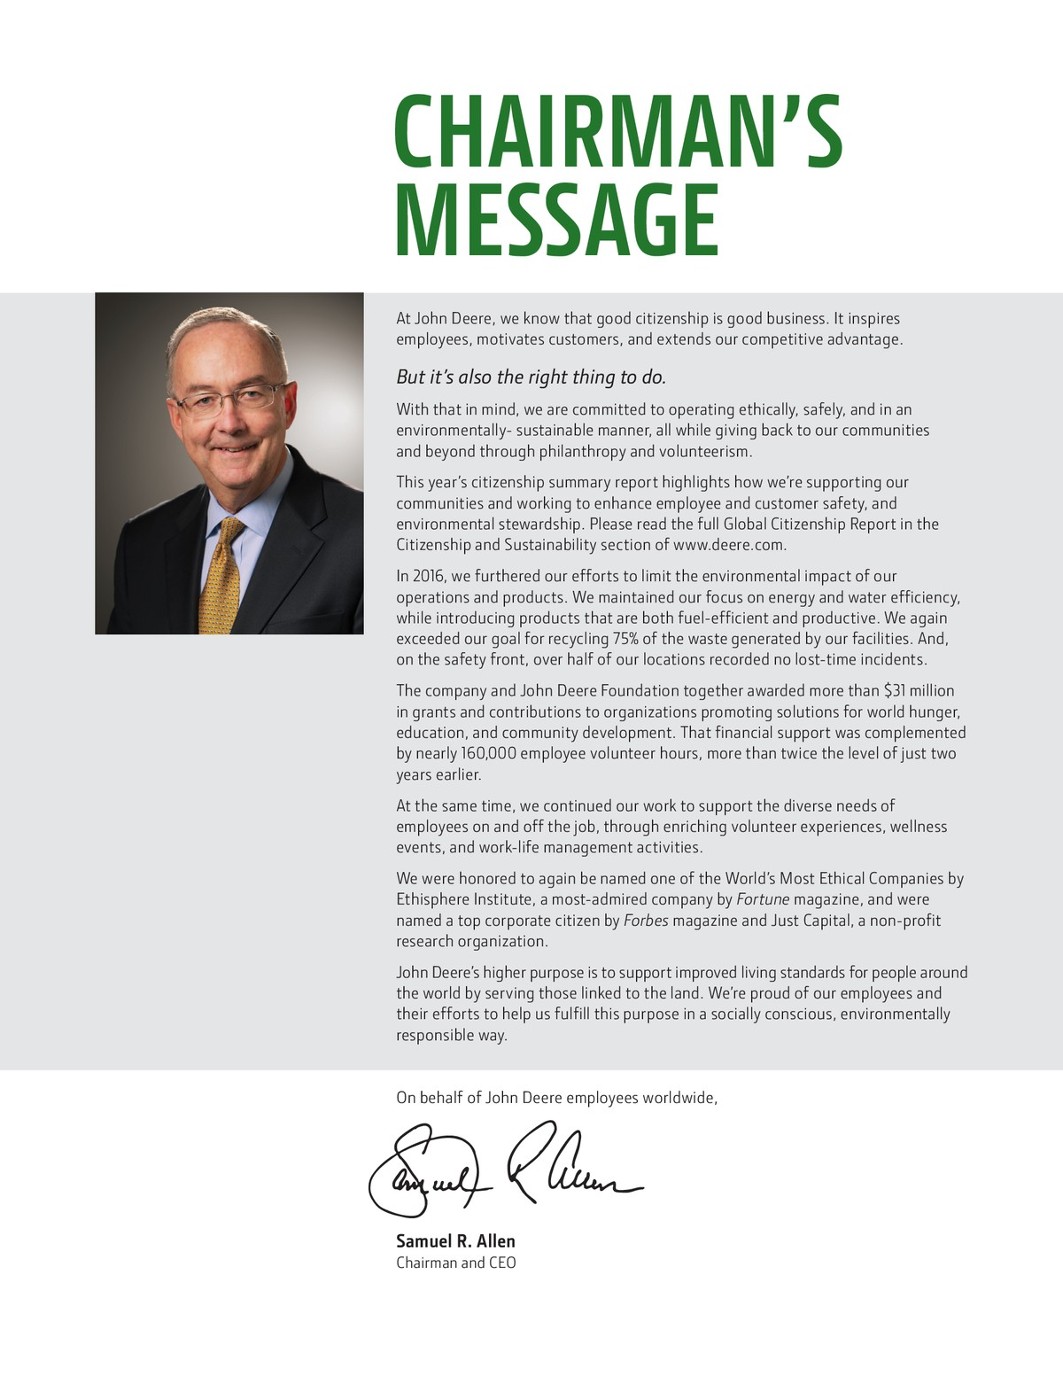 CHAIRMAN’S
MESSAGE
At John Deere, we know that good citizenship is good business. It inspires
employees, motivates customers, and extends our competitive advantage.
But it’s also the right thing to do.
With that in mind, we are committed to operating ethically, safely, and in an
environmentally- sustainable manner, all while giving back to our communities
and beyond through philanthropy and volunteerism.
This year’s citizenship summary report highlights how we’re supporting our
communities and working to enhance employee and customer safety, and
environmental stewardship. Please read the full Global Citizenship Report in the
Citizenship and Sustainability section of www.deere.com.
In 2016, we furthered our efforts to limit the environmental impact of our
operations and products. We maintained our focus on energy and water efficiency,
while introducing products that are both fuel-efficient and productive. We again
exceeded our goal for recycling 75% of the waste generated by our facilities. And,
on the safety front, over half of our locations recorded no lost-time incidents.
The company and John Deere Foundation together awarded more than $31 million
in grants and contributions to organizations promoting solutions for world hunger,
education, and community development. That financial support was complemented
by nearly 160,000 employee volunteer hours, more than twice the level of just two
years earlier.
At the same time, we continued our work to support the diverse needs of
employees on and off the job, through enriching volunteer experiences, wellness
events, and work-life management activities.
We were honored to again be named one of the World’s Most Ethical Companies by
Ethisphere Institute, a most-admired company by Fortune magazine, and were
named a top corporate citizen by Forbes magazine and Just Capital, a non-profit
research organization.
John Deere’s higher purpose is to support improved living standards for people around
the world by serving those linked to the land. We’re proud of our employees and
their efforts to help us fulfill this purpose in a socially conscious, environmentally
responsible way.
On behalf of John Deere employees worldwide,
Samuel R Allen
Samuel R. Allen
Chairman and CEO